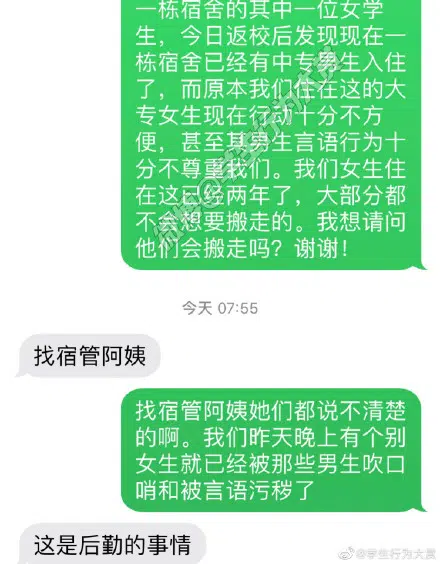 一栋宿舍的其中一位女学
生，今日返校后发现现在一
栋宿舍已经有中专男生入住
了，而原本我们住在这的大
专女生现在行动十分不方
便，甚至某男生言语行为十
分不尊重我们。我们女生住
在这已经两年了，大部分都
不会想要搬走的。我想请问
他们会搬走吗？谢谢！
微博@学生行为大赏
今天 07:55
找宿管阿姨
找宿管阿姨她们都说不清楚
的啊。我们昨天晚上有个别
女生就已经被那些男生吹口
哨和被言语污秽了
这是后勤的事情
@学生行为大赏